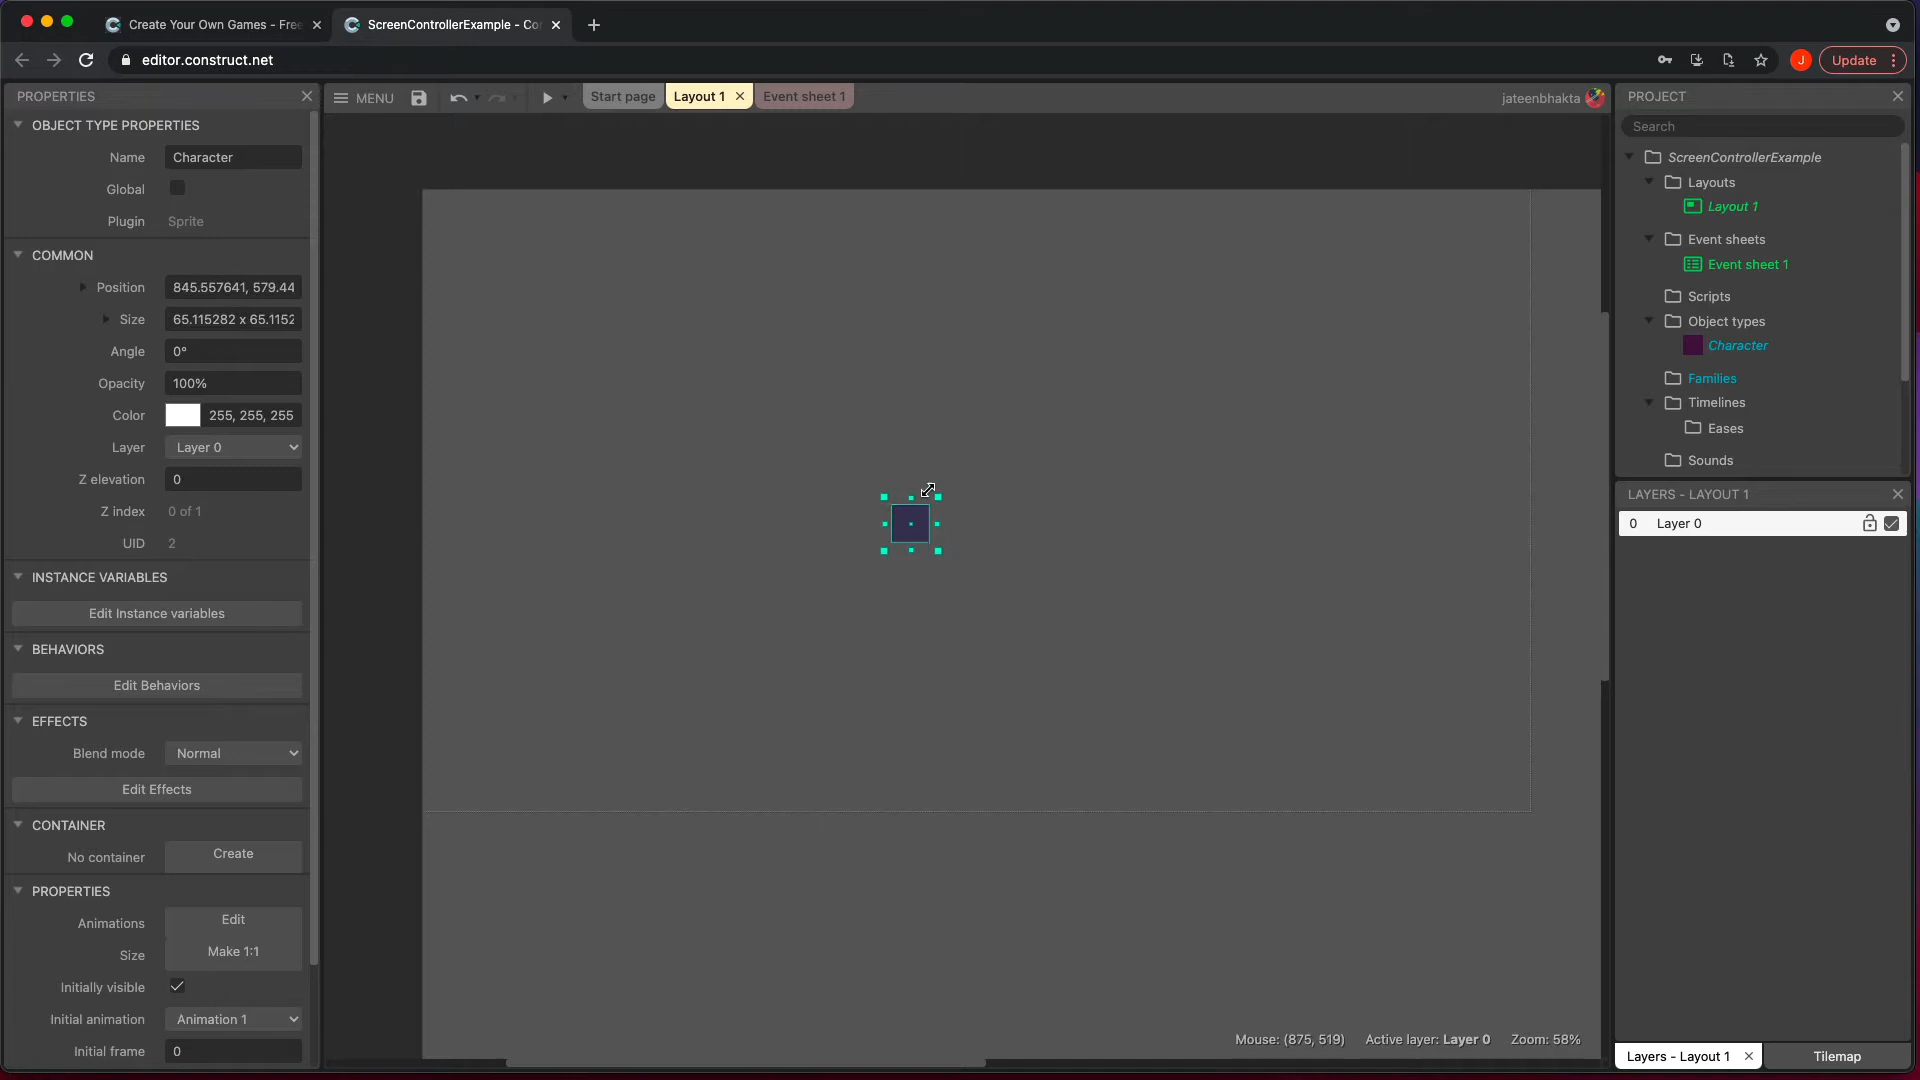 Create Your Own Games - Free
ScreenControllerExample - Co
editor.construct.net
J
Update
PROPERTIES
OBJECT TYPE PROPERTIES
Name Character
Global
Plugin Sprite
COMMON
Position 845.557641, 579.44
Size 65.115282 x 65.1152
Angle 0°
Opacity 100%
Color 255, 255, 255
Layer Layer 0
Z elevation 0
Z index 0 of 1
UID 2
INSTANCE VARIABLES
Edit Instance variables
BEHAVIORS
Edit Behaviors
EFFECTS
Blend mode Normal
Edit Effects
CONTAINER
No container Create
PROPERTIES
Animations Edit
Size Make 1:1
Initially visible
Initial animation Animation 1
Initial frame 0
MENU
Start page
Layout 1
Event sheet 1
jateenbhakta
Mouse: (875, 519) Active layer: Layer 0 Zoom: 58%
PROJECT
Search
ScreenControllerExample
Layouts
Layout 1
Event sheets
Event sheet 1
Scripts
Object types
Character
Families
Timelines
Eases
Sounds
LAYERS - LAYOUT 1
0 Layer 0
Layers - Layout 1
Tilemap